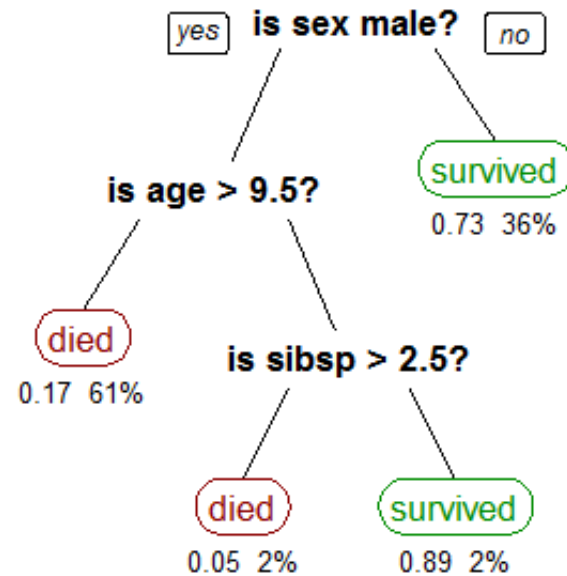 yes is sex male? no
is age > 9.5?
survived
0.73 36%
died
0.17 61%
is sibsp > 2.5?
died
0.05 2%
survived
0.89 2%